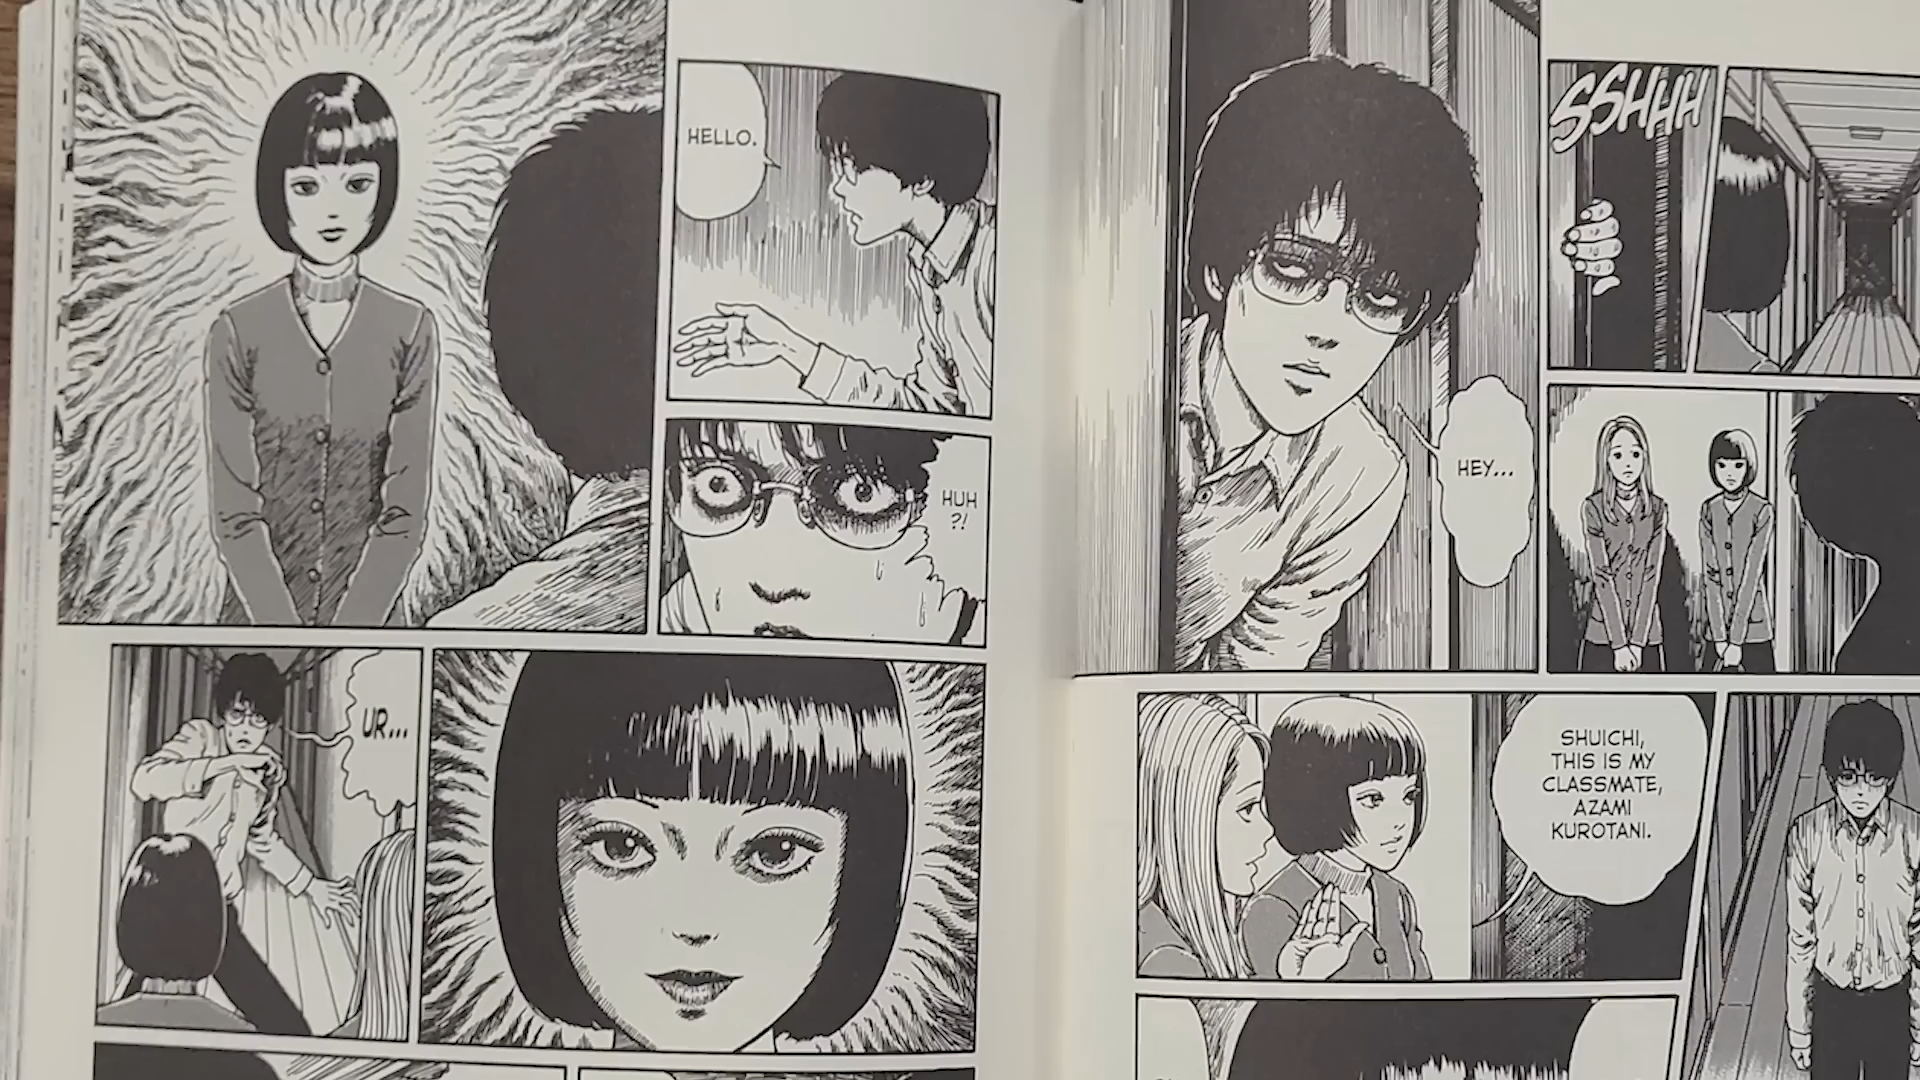 SSHHH
HEY...
SHUICHI,
THIS IS MY
CLASSMATE,
AZAMI
KUROTANI.
HELLO.
HUH
?!
UR...